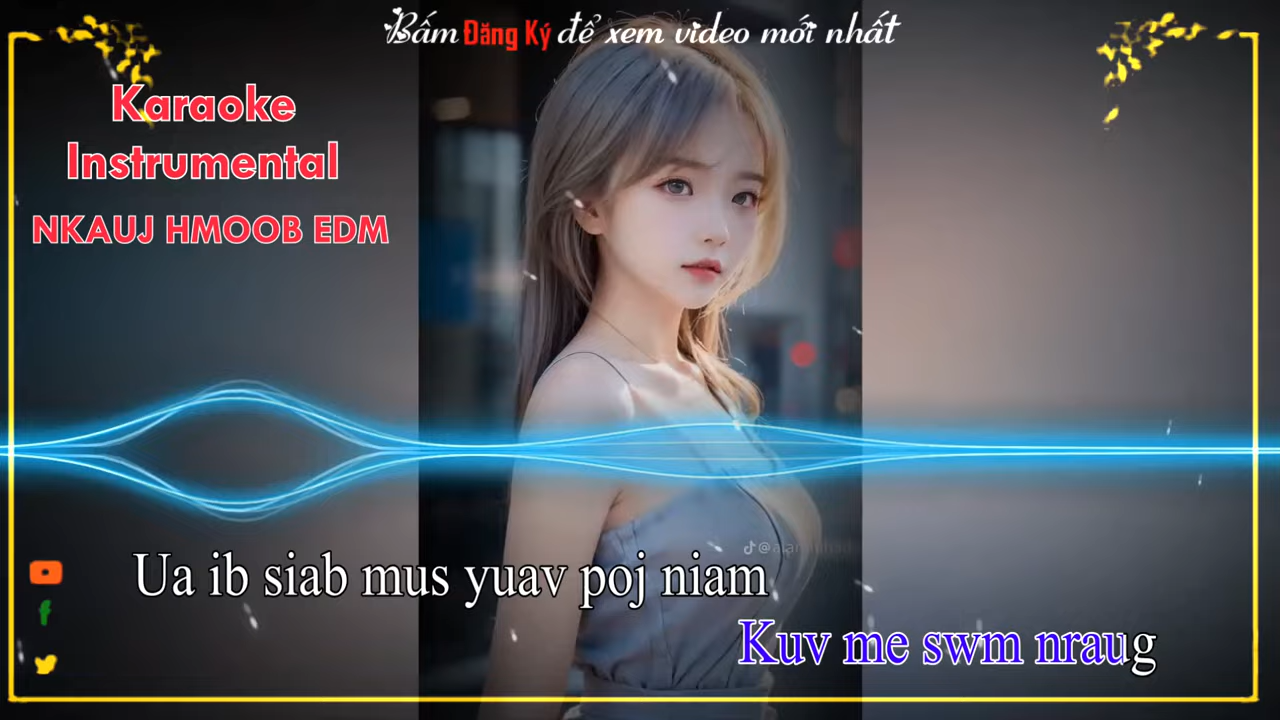 Bấm Đăng Ký để xem video mới nhất
Karaoke
Instrumental
NKAUJ HMOOB EDM
Ua ib siab mus yuav poj niam
Kuv me swm nraug